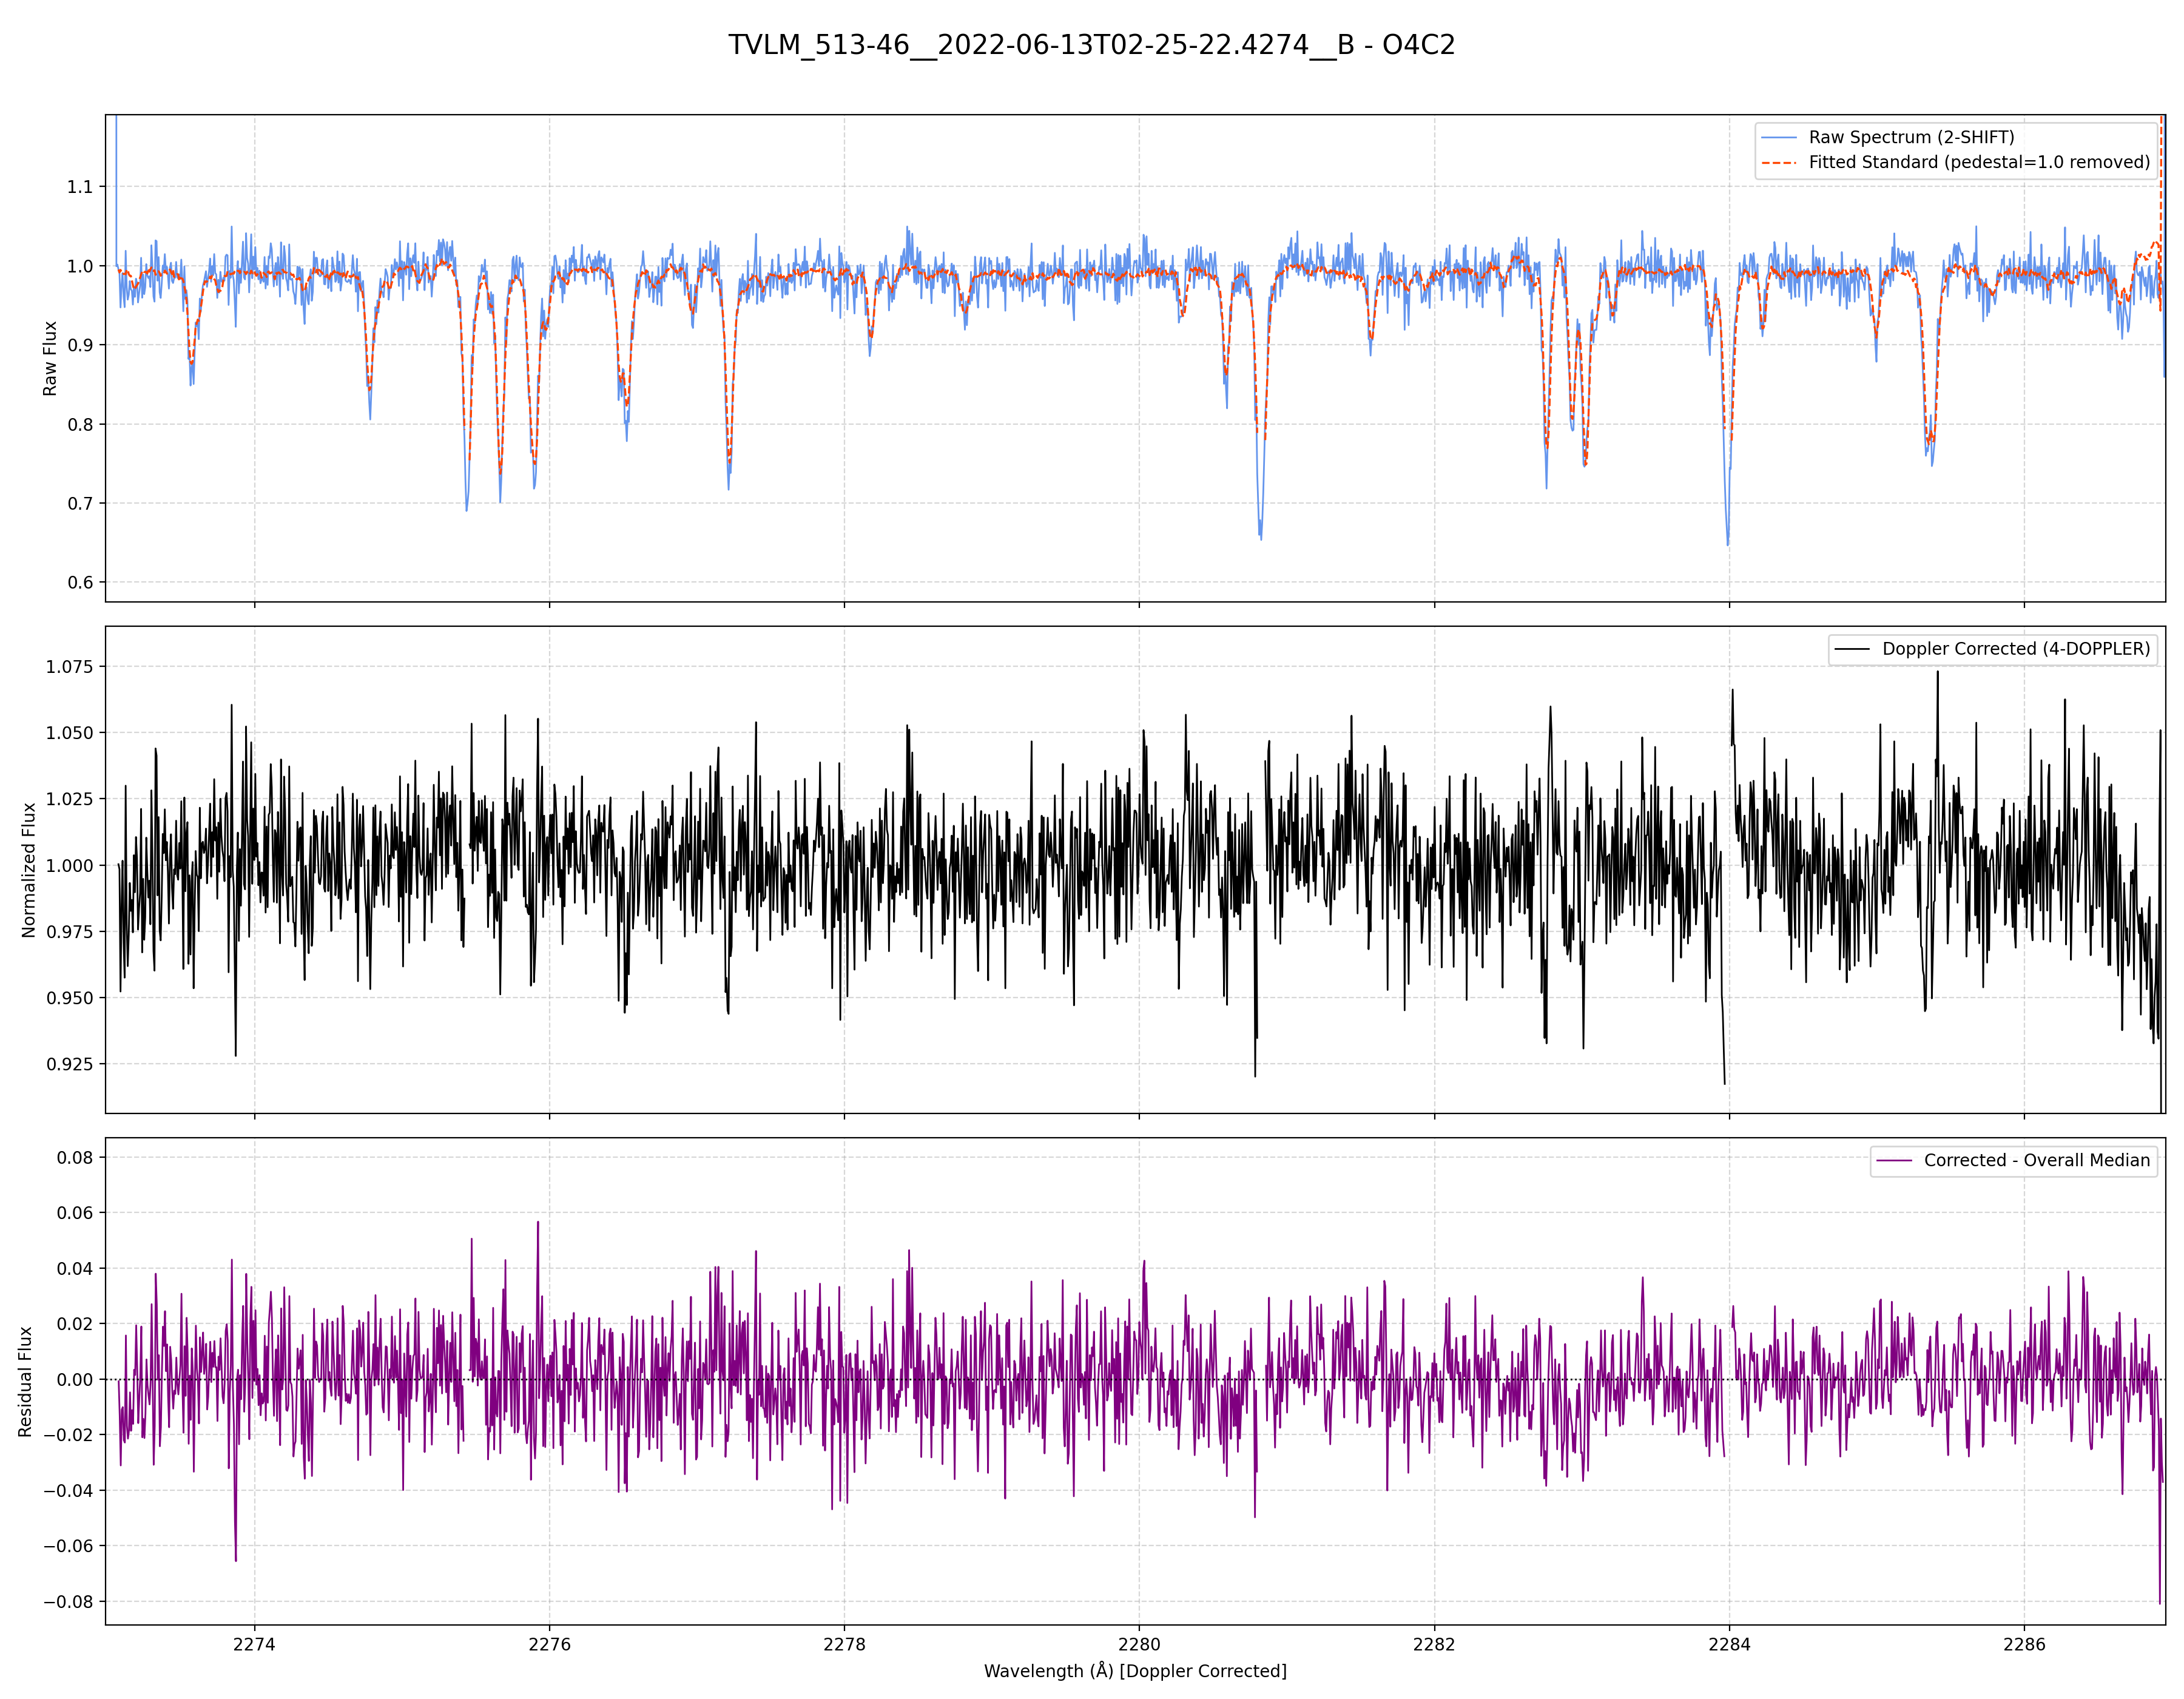 TVLM_513-46__2022-06-13T02-25-22.4274__B - O4C2
Raw Spectrum (2-SHIFT)
Fitted Standard (pedestal=1.0 removed)
1.1
1.0
0.9
0.8
0.7
0.6
Raw Flux
Doppler Corrected (4-DOPPLER)
1.075
1.050
1.025
1.000
0.975
0.950
0.925
Normalized Flux
Corrected - Overall Median
0.08
0.06
0.04
0.02
0.00
−0.02
−0.04
−0.06
−0.08
Residual Flux
2274 2276 2278 2280 2282 2284 2286
Wavelength (Å) [Doppler Corrected]